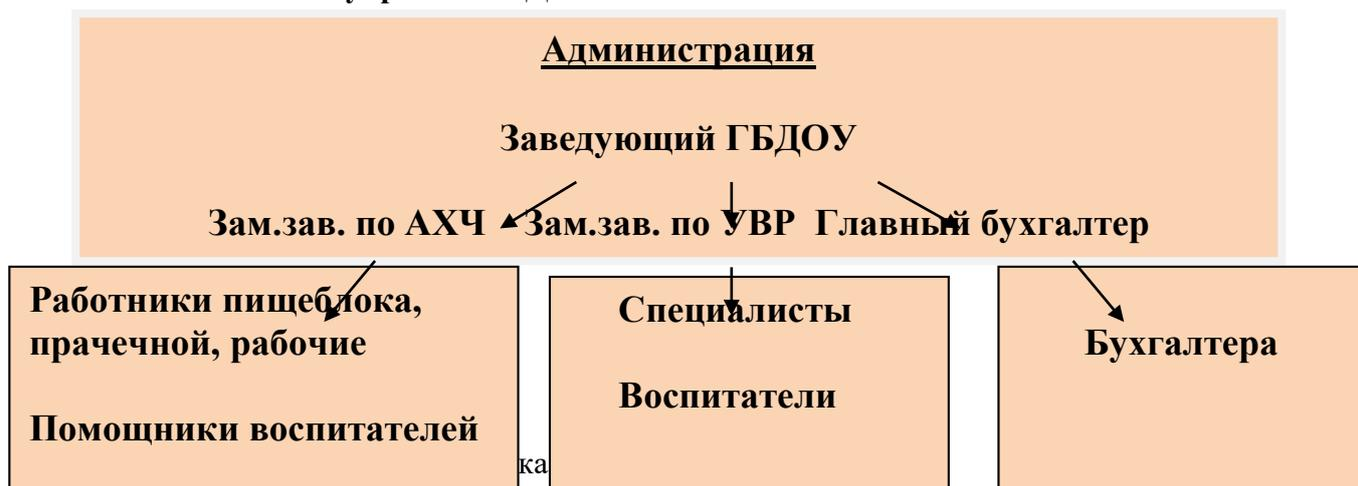 Администрация
Заведующий ГБДОУ
Зам.зав. по АХЧ Зам.зав. по УВР Главный бухгалтер
Работники пищеблока,
прачечной, рабочие
Помощники воспитателей
Специалисты
Воспитатели
Бухгалтера
ка